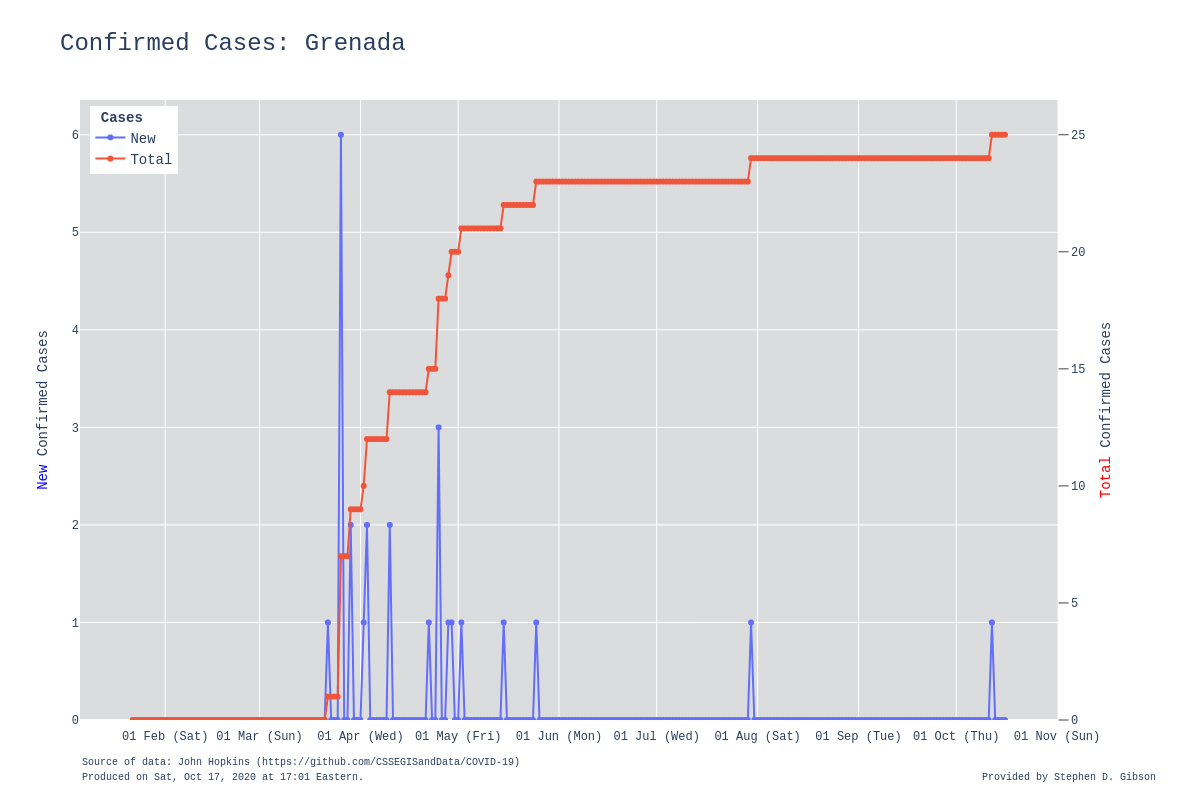 Confirmed Cases: Grenada
Cases
New
Total
6
5
4
3
2
1
0
New Confirmed Cases
25
20
15
10
5
0
Total Confirmed Cases
01 Feb (Sat) 01 Mar (Sun) 01 Apr (Wed) 01 May (Fri) 01 Jun (Mon) 01 Jul (Wed) 01 Aug (Sat) 01 Sep (Tue) 01 Oct (Thu) 01 Nov (Sun)
Source of data: John Hopkins (https://github.com/CSSEGISandData/COVID-19)
Produced on Sat, Oct 17, 2020 at 17:01 Eastern.
Provided by Stephen D. Gibson